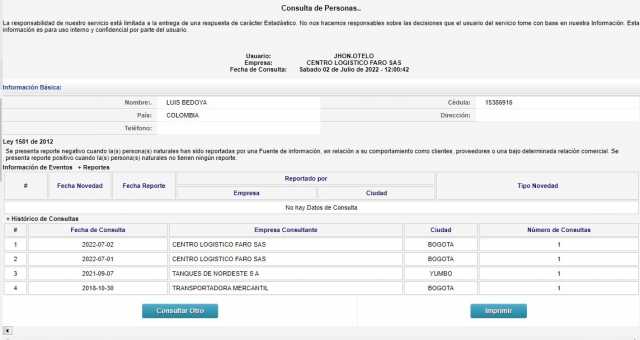 Consulta de Personas..
La responsabilidad de nuestro servicio está limitada a la entrega de una respuesta de carácter Estadástico. No nos hacemos responsables sobre las decisiones que el usuario del servicio tome con base en nuestra Información. Esta
información es para uso interno y confidencial por parte del usuario.
Usuario: JHON.OTELO
Empresa: CENTRO LOGISTICO FARO SAS
Fecha de Consulta: Sabado 02 de Julio de 2022 - 12:00:42
Información Básica:
Nombre:. LUIS BEDOYA Cédula: 15386916
País: COLOMBIA Dirección:
Teléfono:
Ley 1581 de 2012
Se presenta reporte negativo cuando la(s) persona(s) naturales han sido reportadas por una Fuente de información, en relación a su comportamiento como clientes, proveedores o una bajo determinada relación comercial. Se
presenta reporte positivo cuando la(s) persona(s) naturales no tienen ningún reporte.
Información de Eventos + Reportes
# Fecha Novedad Fecha Reporte Reportado por Tipo Novedad
Empresa Ciudad
No hay Datos de Consulta
+ Histórico de Consultas
# Fecha de Consulta Empresa Consultante Ciudad Número de Consultas
1 2022-07-02 CENTRO LOGISTICO FARO SAS BOGOTA 1
2 2022-07-01 CENTRO LOGISTICO FARO SAS BOGOTA 1
3 2021-09-07 TANQUES DE NORDESTE S A YUMBO 1
4 2018-10-30 TRANSPORTADORA MERCANTIL BOGOTA 1
Consultar Otro Imprimir